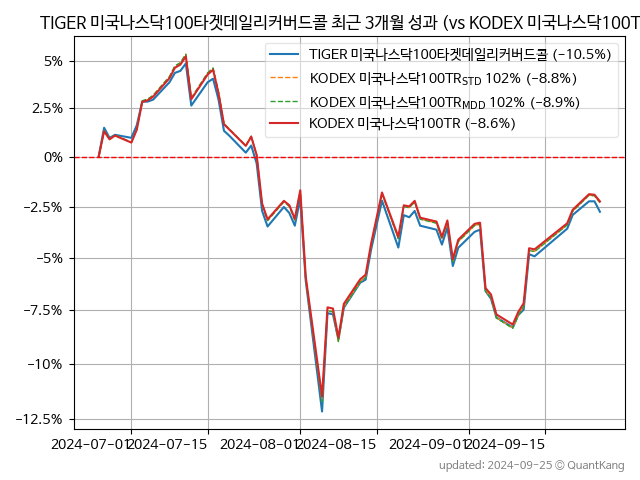 TIGER 미국나스닥100타겟데일리커버드콜 최근 3개월 성과 (vs KODEX 미국나스닥100T
TIGER 미국나스닥100타겟데일리커버드콜 (−10.5%)
KODEX 미국나스닥100TR_STD 102% (−8.8%)
KODEX 미국나스닥100TR_MDD 102% (−8.9%)
KODEX 미국나스닥100TR (−8.6%)
5%
2.5%
0%
−2.5%
−5%
−7.5%
−10%
−12.5%
2024-07-01 2024-07-15 2024-08-01 2024-08-15 2024-09-01 2024-09-15
updated: 2024-09-25 © QuantKang